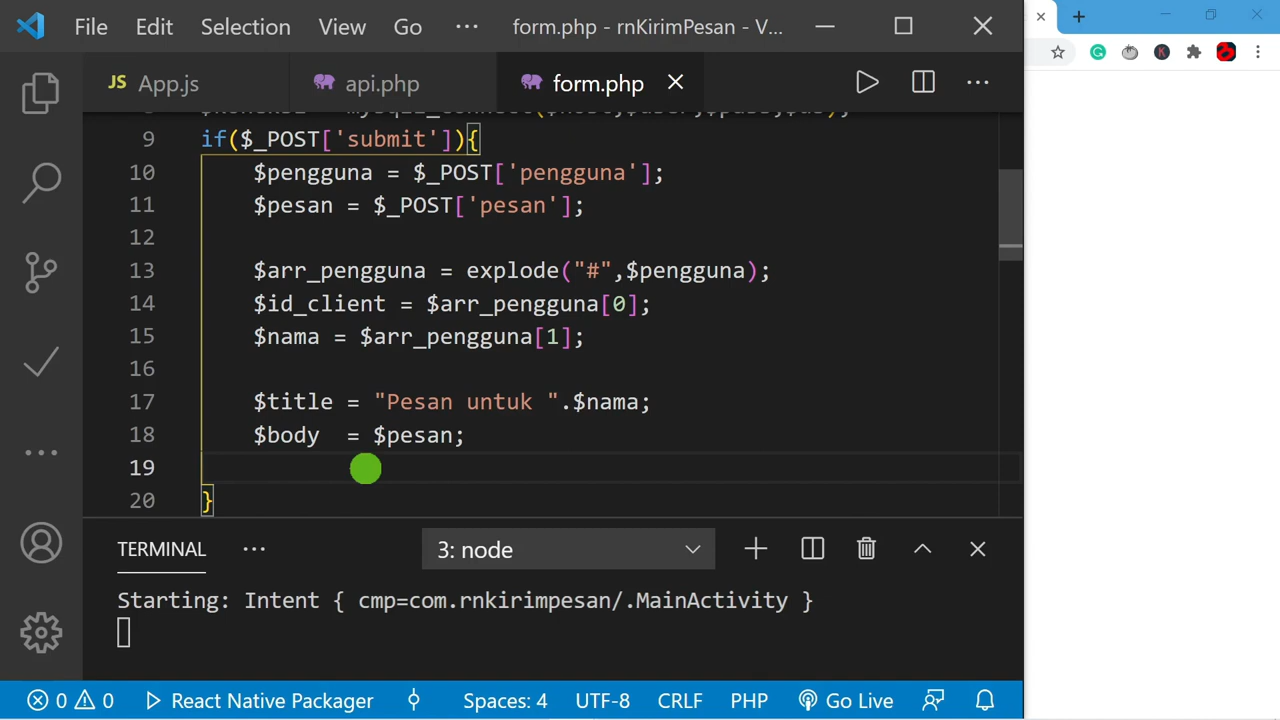 File Edit Selection View Go ··· form.php - rnKirimPesan - V...
JS App.js api.php form.php
9 if($_POST['submit']){
10 $pengguna = $_POST['pengguna'];
11 $pesan = $_POST['pesan'];
12
13 $arr_pengguna = explode("#",$pengguna);
14 $id_client = $arr_pengguna[0];
15 $nama = $arr_pengguna[1];
16
17 $title = "Pesan untuk ".$nama;
18 $body  = $pesan;
19
20 }
TERMINAL ··· 3: node
Starting: Intent { cmp=com.rnkirimpesan/.MainActivity }
0 0 React Native Packager Spaces: 4 UTF-8 CRLF PHP Go Live